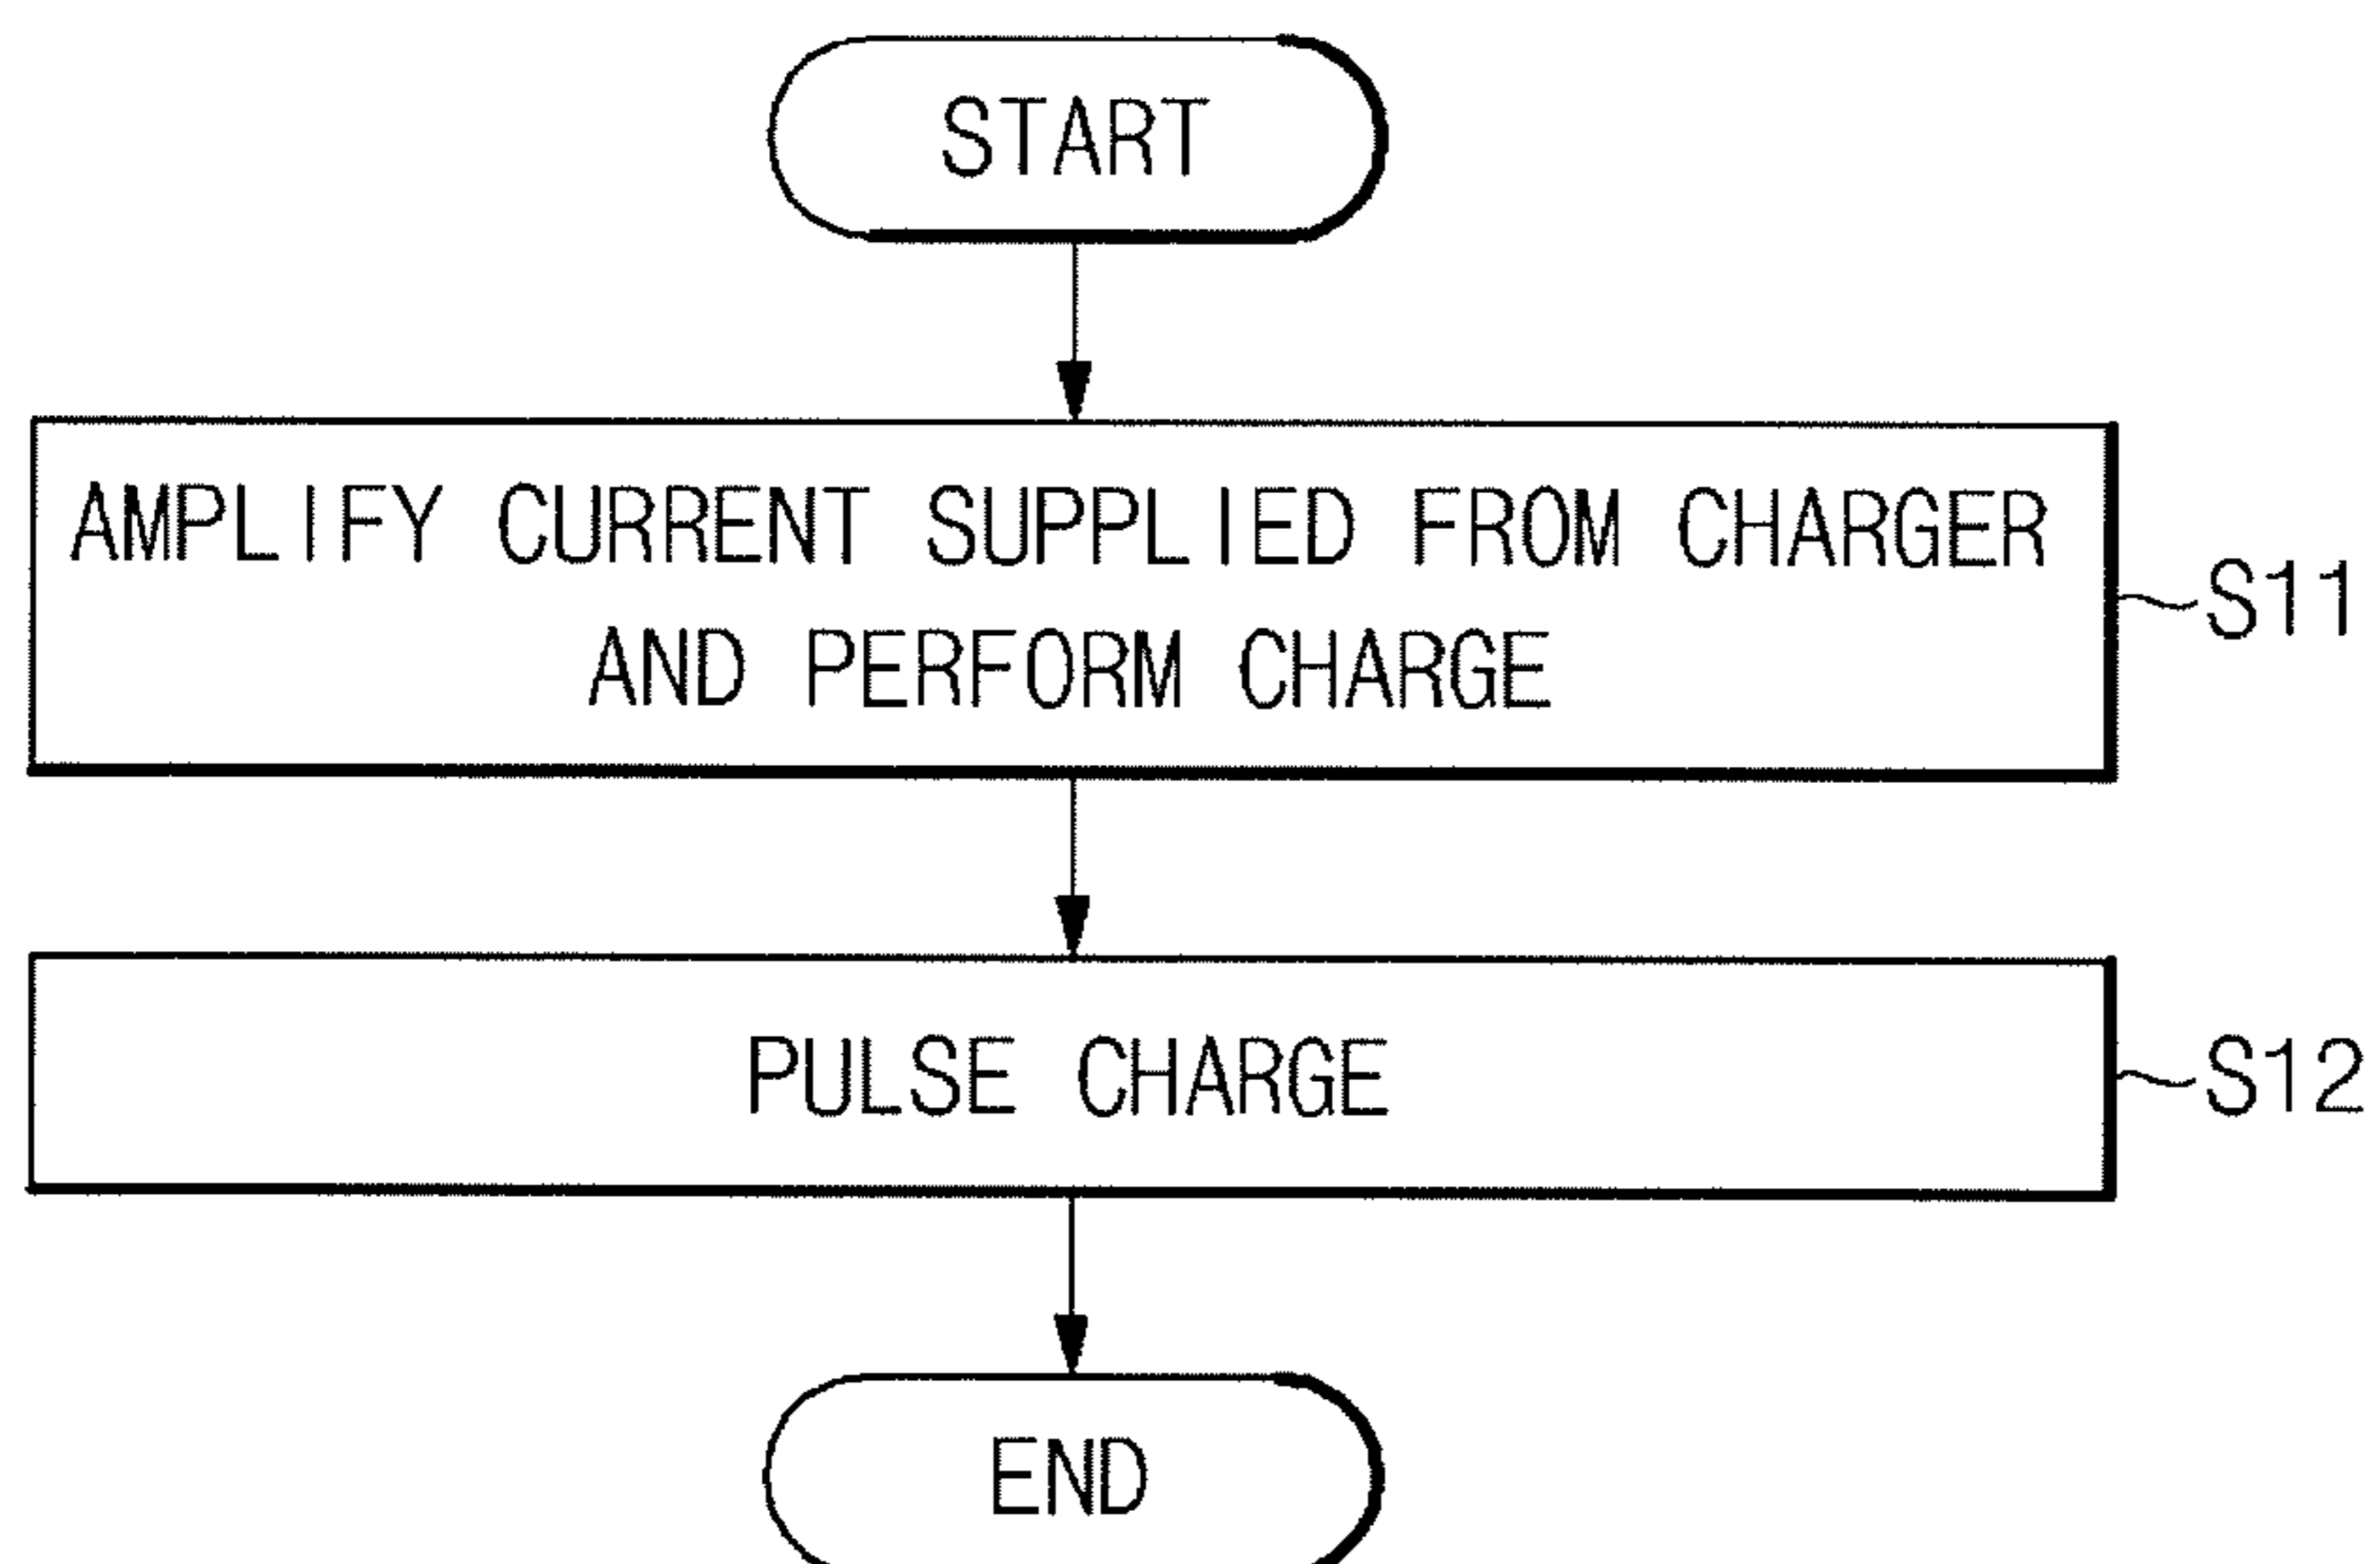 START
AMPLIFY CURRENT SUPPLIED FROM CHARGER
AND PERFORM CHARGE
S11
PULSE CHARGE
S12
END